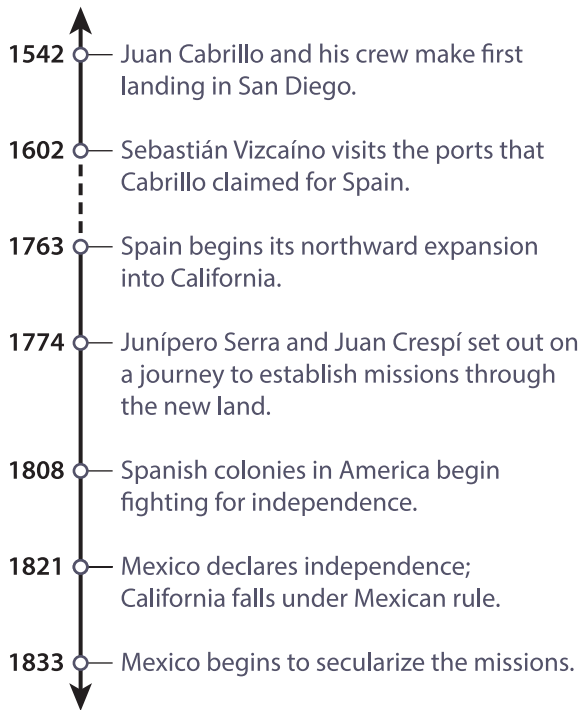 1542 Juan Cabrillo and his crew make first
landing in San Diego.
1602 Sebastián Vizcaíno visits the ports that
Cabrillo claimed for Spain.
1763 Spain begins its northward expansion
into California.
1774 Junípero Serra and Juan Crespí set out on
a journey to establish missions through
the new land.
1808 Spanish colonies in America begin
fighting for independence.
1821 Mexico declares independence;
California falls under Mexican rule.
1833 Mexico begins to secularize the missions.